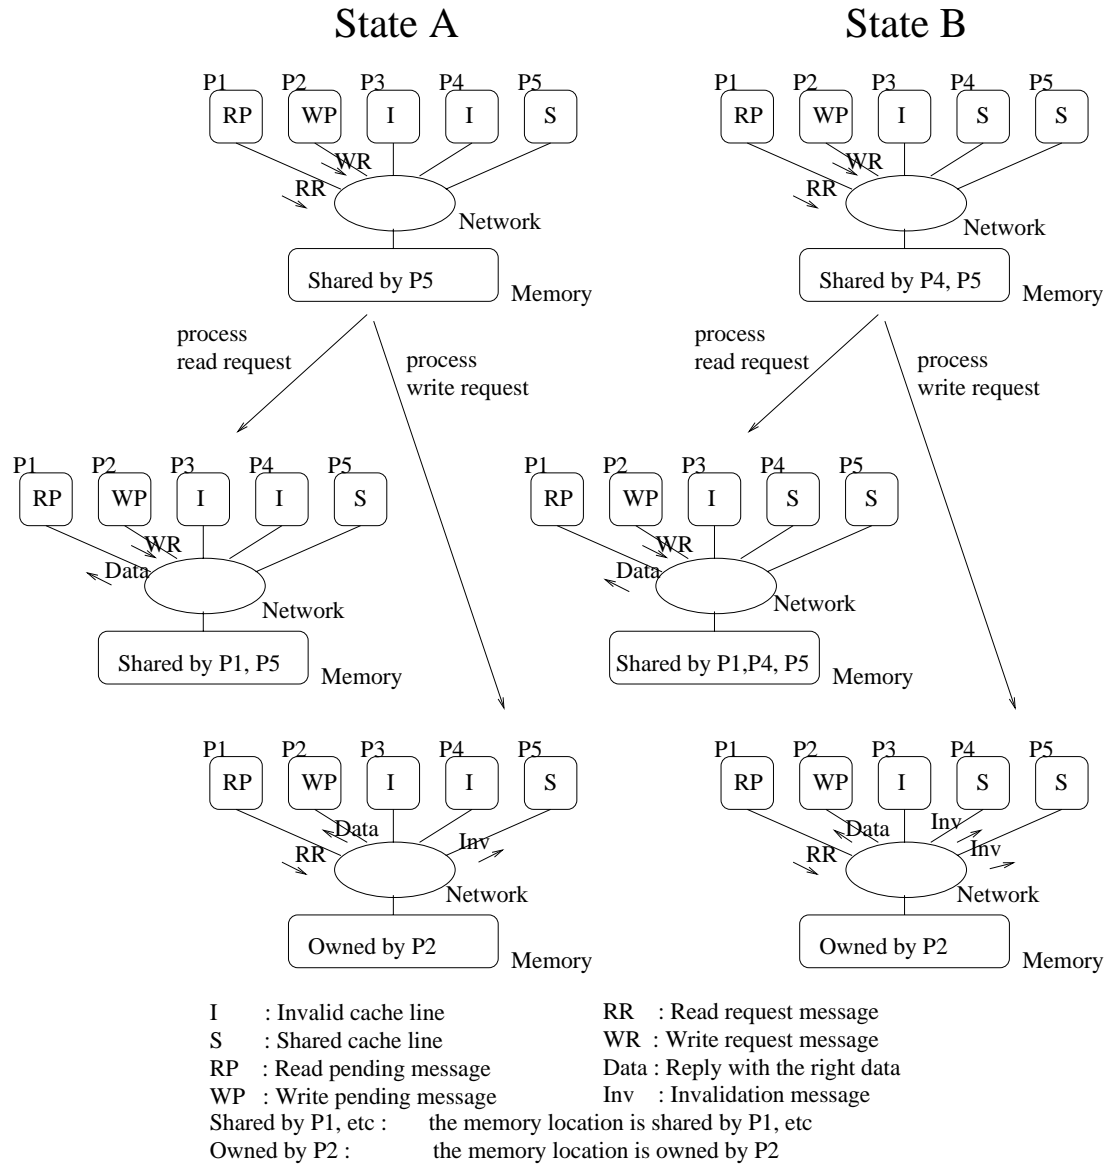 State A
State B
P1 P2 P3 P4 P5
RP WP I I S
WR
RR
Network
Shared by P5
Memory
P1 P2 P3 P4 P5
RP WP I S S
WR
RR
Network
Shared by P4, P5
Memory
process
read request
process
write request
process
read request
process
write request
P1 P2 P3 P4 P5
RP WP I I S
WR
Data
Network
Shared by P1, P5
Memory
P1 P2 P3 P4 P5
RP WP I S S
WR
Data
Network
Shared by P1,P4, P5
Memory
P1 P2 P3 P4 P5
RP WP I I S
Data
Inv
RR
Network
Owned by P2
Memory
P1 P2 P3 P4 P5
RP WP I S S
Inv
Data
Inv
RR
Network
Owned by P2
Memory
I : Invalid cache line
S : Shared cache line
RP : Read pending message
WP : Write pending message
RR : Read request message
WR : Write request message
Data : Reply with the right data
Inv : Invalidation message
Shared by P1, etc : the memory location is shared by P1, etc
Owned by P2 : the memory location is owned by P2